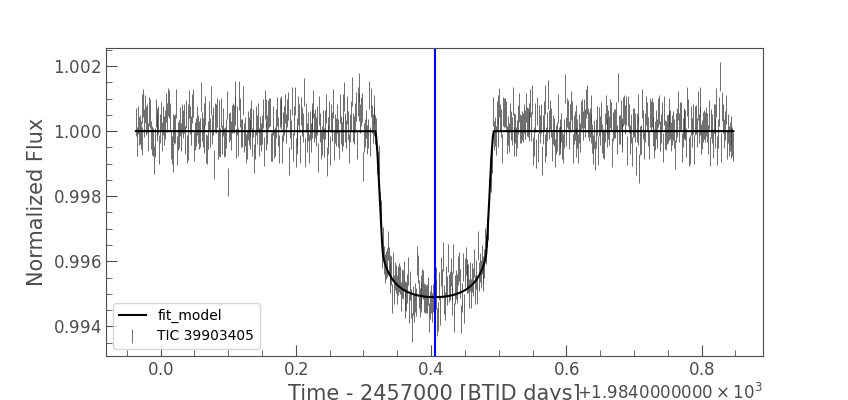 1.002
1.000
0.998
0.996
0.994
Normalized Flux
fit_model
TIC 39903405
0.0 0.2 0.4 0.6 0.8
Time - 2457000 [BTJD days]
+1.9840000000 × 10³